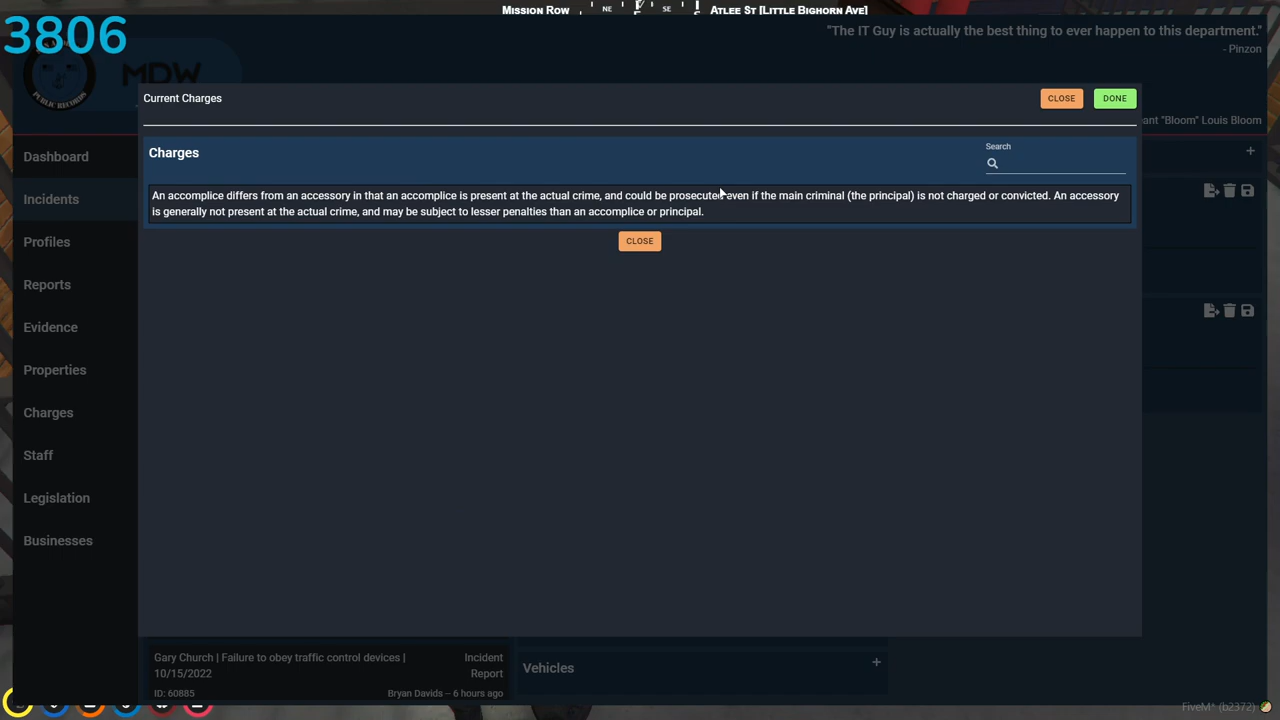 Mission Row NE E SE S Atlee St [Little Bighorn Ave]
3806
"The IT Guy is actually the best thing to ever happen to this department."
- Pinzon
MDW
PUBLIC RECORDS
Current Charges CLOSE DONE
ant "Bloom" Louis Bloom
Charges Search
An accomplice differs from an accessory in that an accomplice is present at the actual crime, and could be prosecuted even if the main criminal (the principal) is not charged or convicted. An accessory
is generally not present at the actual crime, and may be subject to lesser penalties than an accomplice or principal.
CLOSE
Dashboard
Incidents
Profiles
Reports
Evidence
Properties
Charges
Staff
Legislation
Businesses
Gary Church | Failure to obey traffic control devices | Incident
10/15/2022 Report
ID: 60885 Bryan Davids – 6 hours ago
Vehicles
FiveM* (b2372)